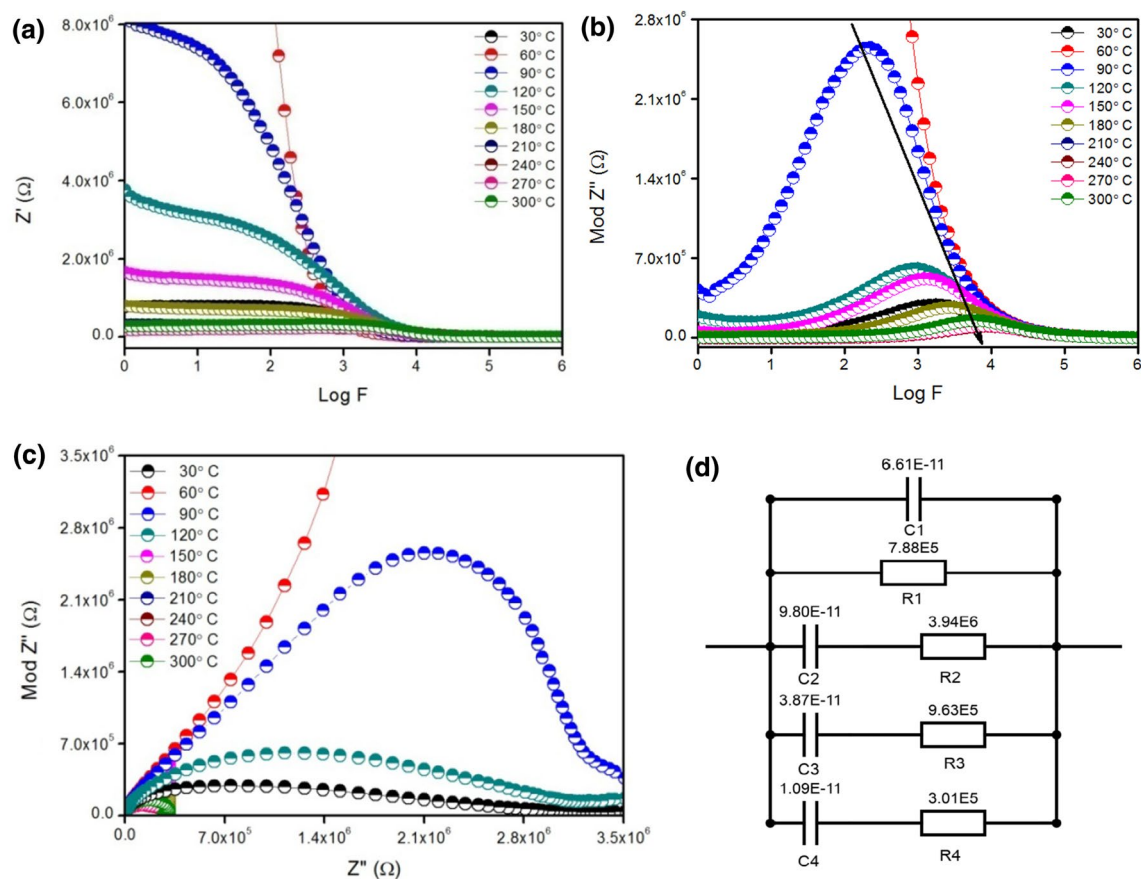 (a)
8.0x10⁶
6.0x10⁶
4.0x10⁶
2.0x10⁶
0.0
Z' (Ω)
0 1 2 3 4 5 6
Log F
30° C
60° C
90° C
120° C
150° C
180° C
210° C
240° C
270° C
300° C
(b)
2.8x10⁶
2.1x10⁶
1.4x10⁶
7.0x10⁵
0.0
Mod Z" (Ω)
0 1 2 3 4 5 6
Log F
30° C
60° C
90° C
120° C
150° C
180° C
210° C
240° C
270° C
300° C
(c)
3.5x10⁶
2.8x10⁶
2.1x10⁶
1.4x10⁶
7.0x10⁵
0.0
Mod Z" (Ω)
0.0 7.0x10⁵ 1.4x10⁶ 2.1x10⁶ 2.8x10⁶ 3.5x10⁶
Z" (Ω)
30° C
60° C
90° C
120° C
150° C
180° C
210° C
240° C
270° C
300° C
(d)
6.61E-11
C1
7.88E5
R1
9.80E-11 3.94E6
C2 R2
3.87E-11 9.63E5
C3 R3
1.09E-11 3.01E5
C4 R4